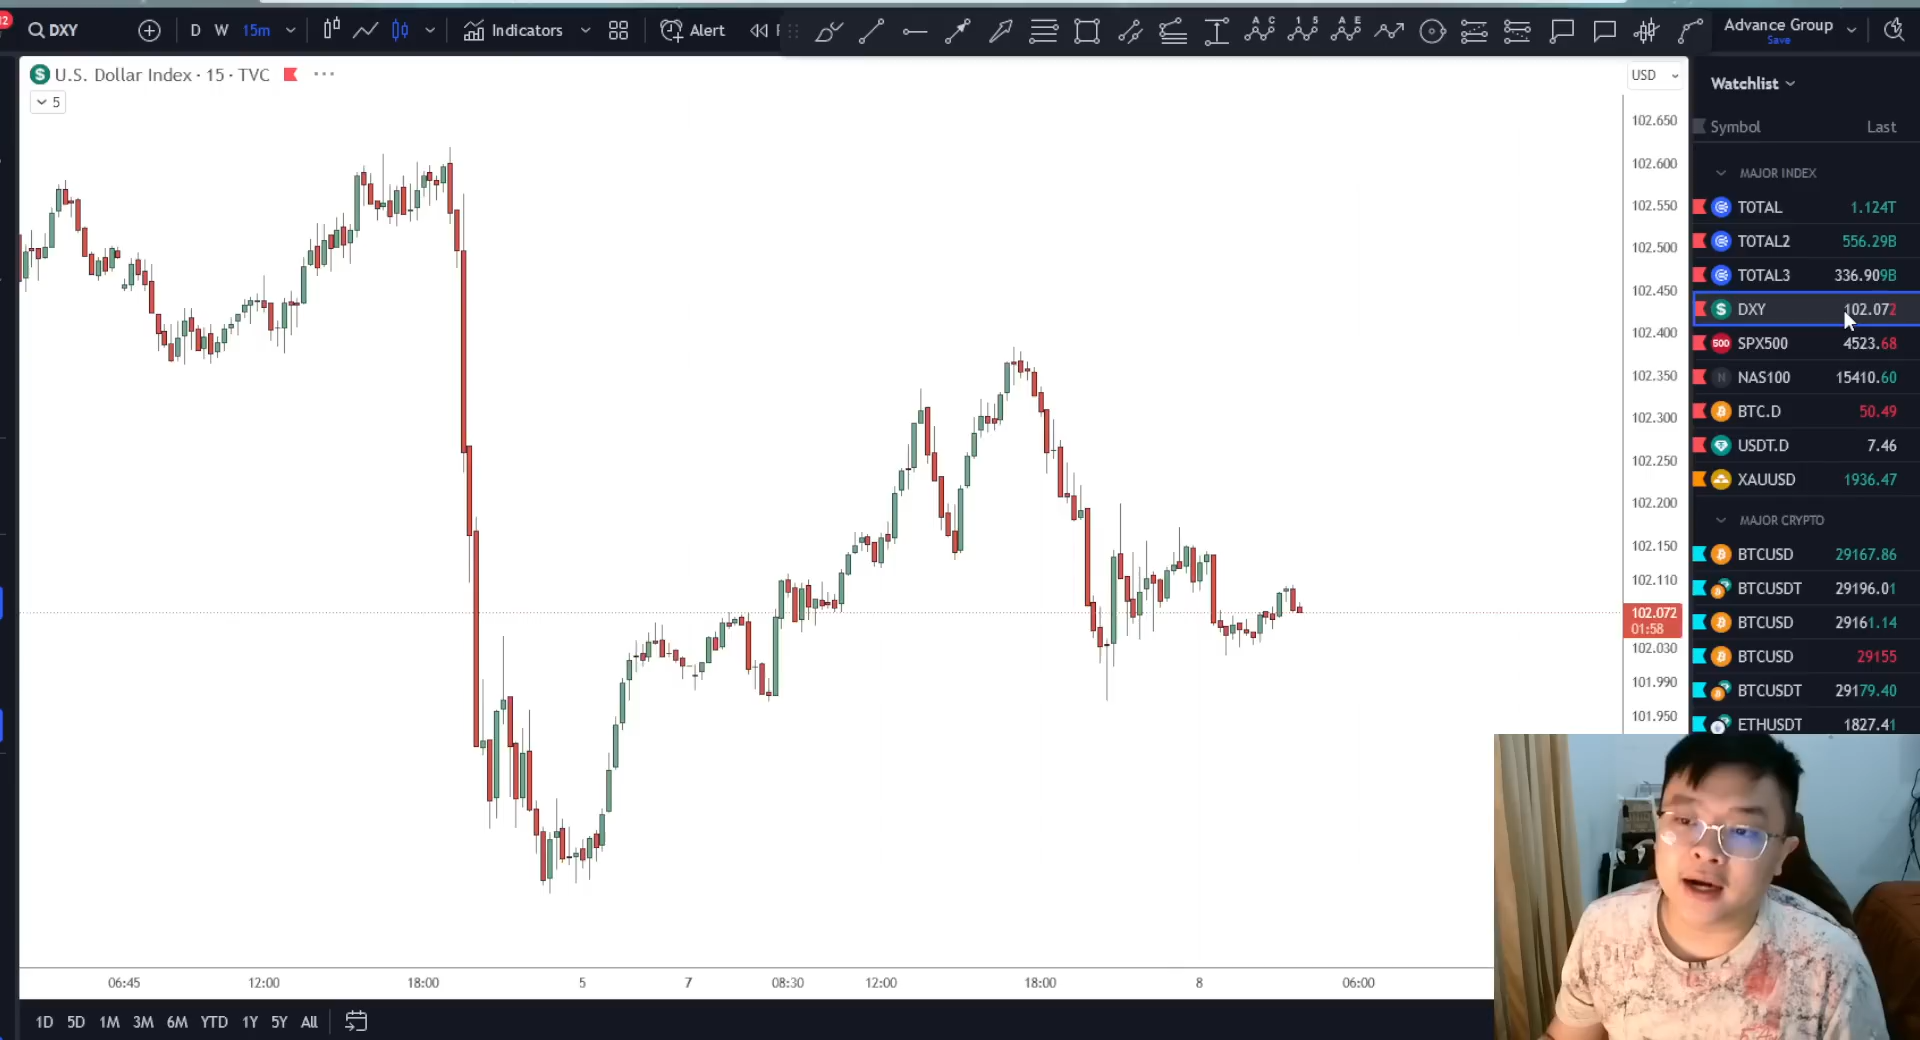 12
DXY
D W 15m
Indicators
Alert
A C
1 5
A E
Advance Group
Save
U.S. Dollar Index · 15 · TVC
5
USD
102.650
102.600
102.550
102.500
102.450
102.400
102.350
102.300
102.250
102.200
102.150
102.110
102.072
01:58
102.030
101.990
101.950
06:45 12:00 18:00 5 7 08:30 12:00 18:00 8 06:00
1D 5D 1M 3M 6M YTD 1Y 5Y All
Watchlist
Symbol Last
MAJOR INDEX
TOTAL 1.124T
TOTAL2 556.29B
TOTAL3 336.909B
DXY 102.072
500 SPX500 4523.68
N NAS100 15410.60
BTC.D 50.49
USDT.D 7.46
XAUUSD 1936.47
MAJOR CRYPTO
BTCUSD 29167.86
BTCUSDT 29196.01
BTCUSD 29161.14
BTCUSD 29155
BTCUSDT 29179.40
ETHUSDT 1827.41